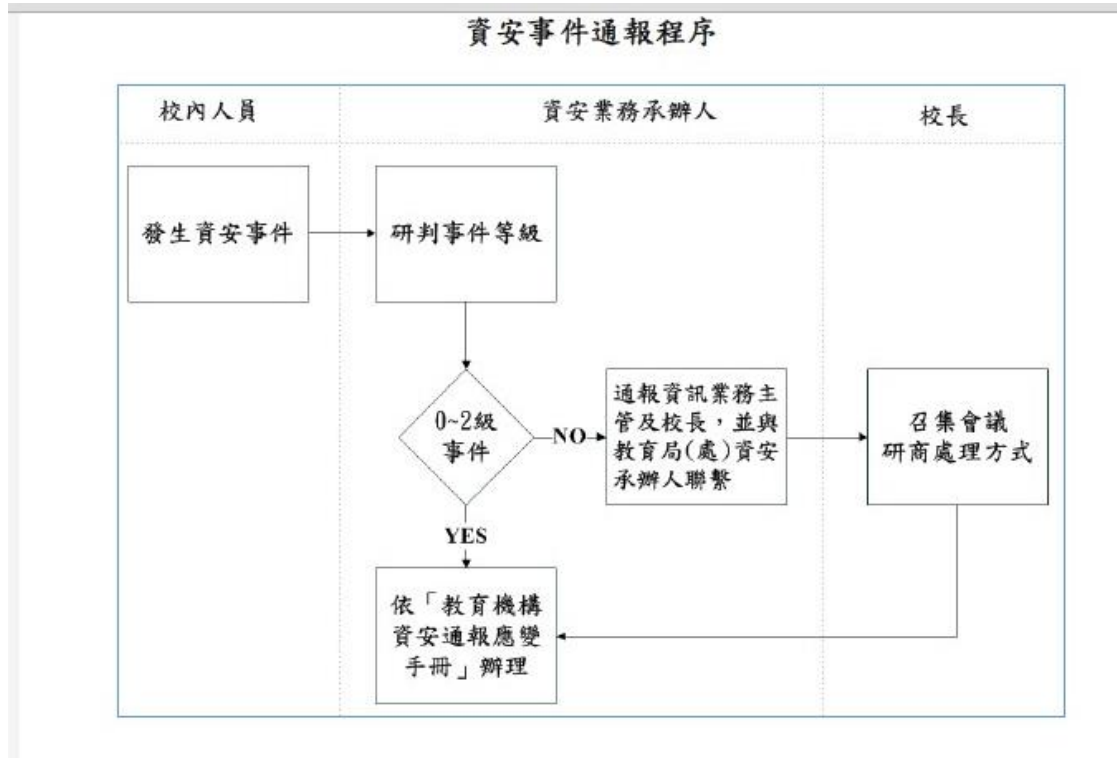 資安事件通報程序
校內人員
資安業務承辦人
校長
發生資安事件
研判事件等級
0~2級
事件
NO
通報資訊業務主
管及校長，並與
教育局(處)資安
承辦人聯繫
召集會議
研商處理方式
YES
依「教育機構
資安通報應變
手冊」辦理